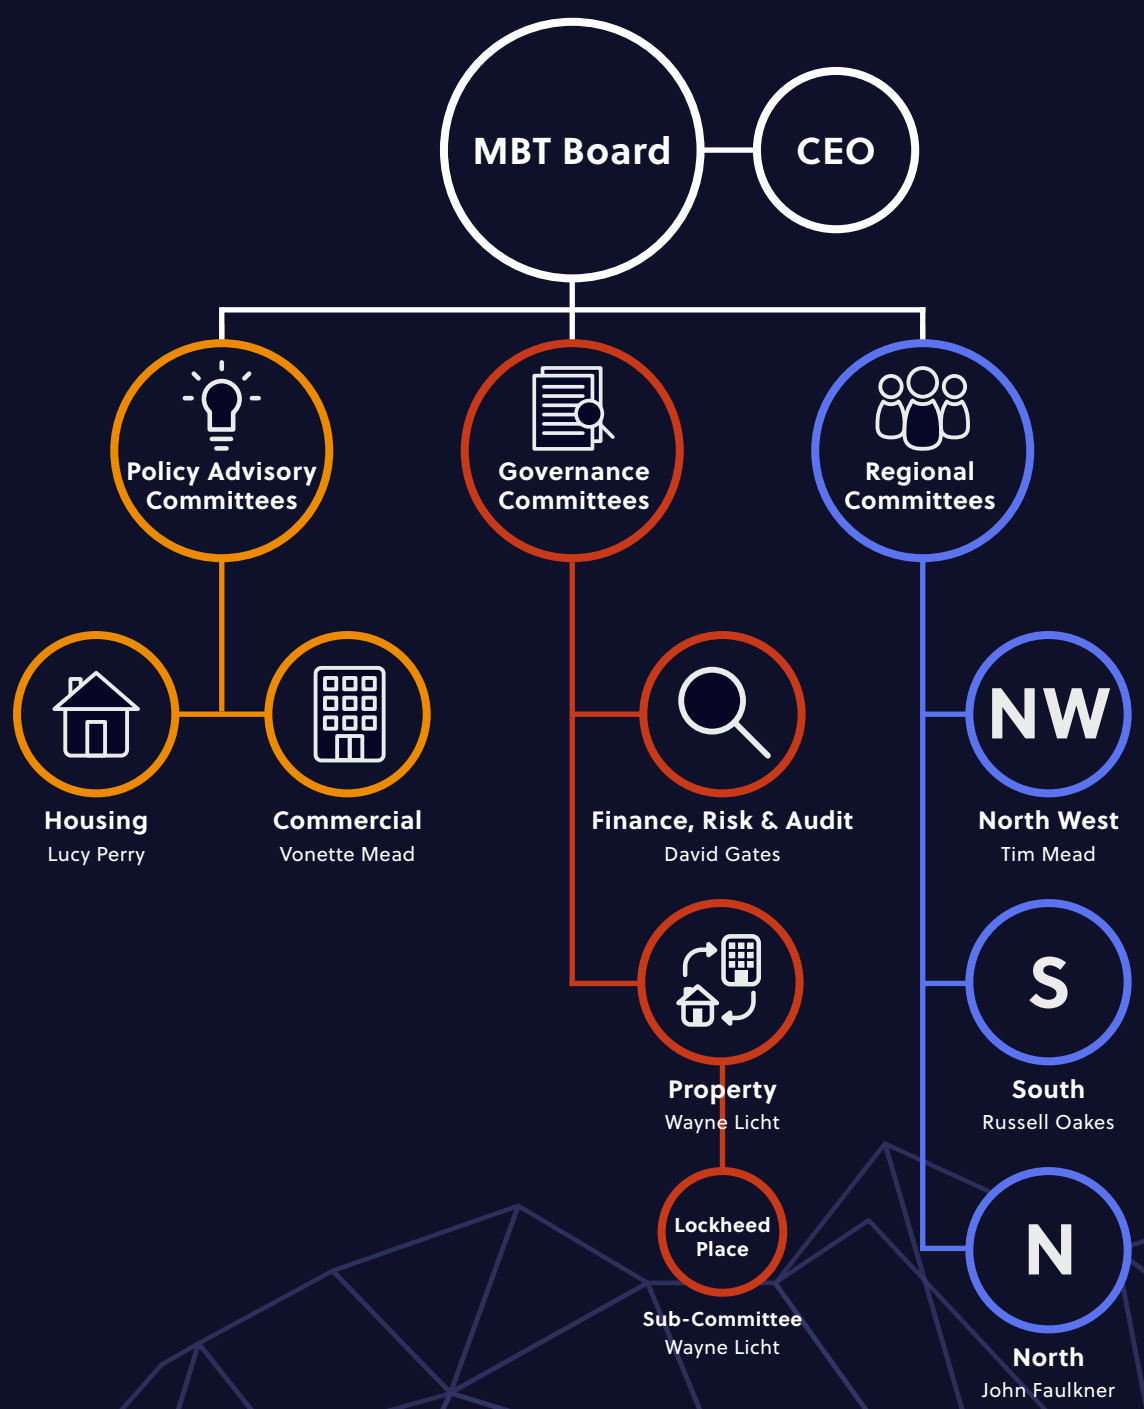 MBT Board
CEO
Policy Advisory
Committees
Governance
Committees
Regional
Committees
Housing
Lucy Perry
Commercial
Vonette Mead
Finance, Risk & Audit
David Gates
NW
North West
Tim Mead
Property
Wayne Licht
S
South
Russell Oakes
Lockheed
Place
Sub-Committee
Wayne Licht
N
North
John Faulkner